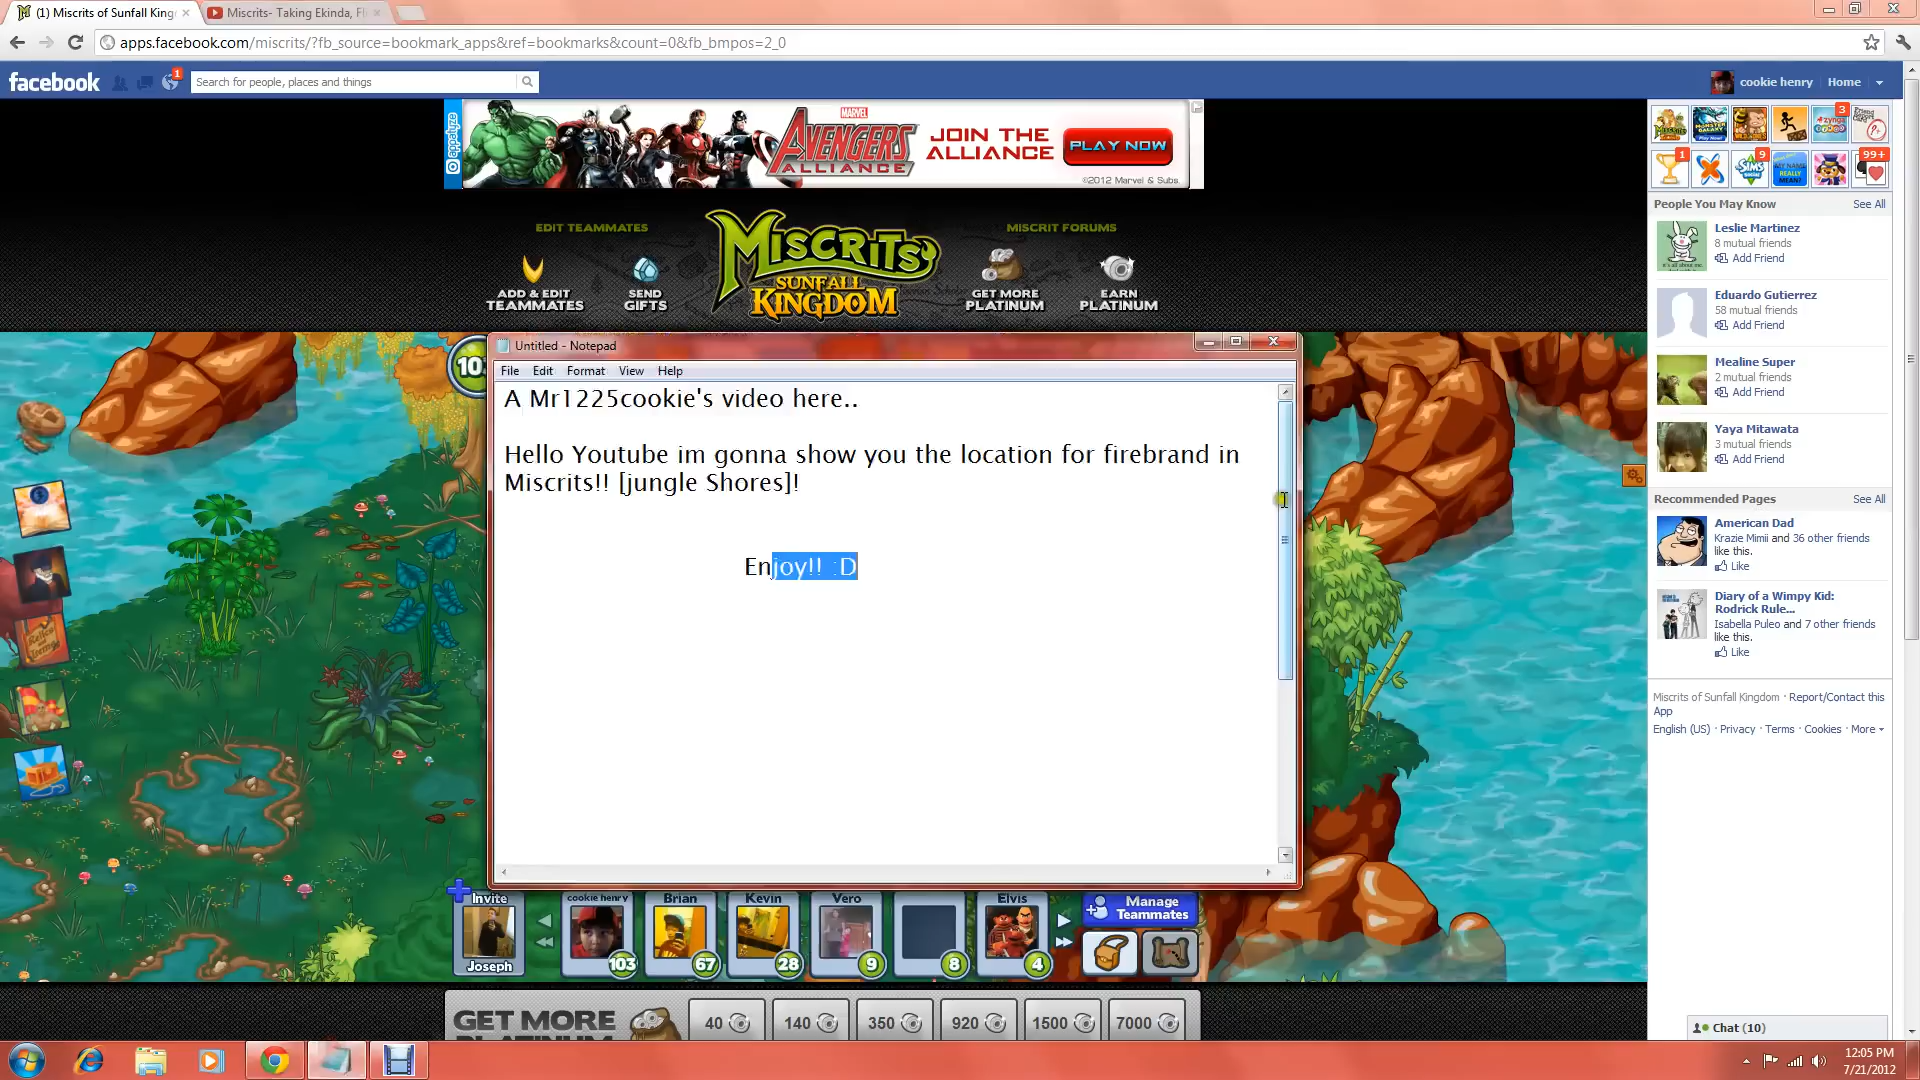 (1) Miscrits of Sunfall King
Miscrits- Taking Ekinda, Fl
apps.facebook.com/miscrits/?fb_source=bookmark_apps&ref=bookmarks&count=0&fb_bmpos=2_0
facebook
1
Search for people, places and things
cookie henry
Home
applifyze
MARVEL
AVENGERS
ALLIANCE
JOIN THE
ALLIANCE
PLAY NOW
©2012 Marvel & Subs.
EDIT TEAMMATES
MISCRIT FORUMS
MISCRITS
SUNFALL
KINGDOM
ADD & EDIT
TEAMMATES
SEND
GIFTS
GET MORE
PLATINUM
EARN
PLATINUM
10
Untitled - Notepad
File Edit Format View Help
A Mr1225cookie's video here..
Hello Youtube im gonna show you the location for firebrand in
Miscrits!! [jungle Shores]!
Enjoy!! :D
Invite
Joseph
cookie henry
103
Brian
67
Kevin
28
Vero
9
8
Elvis
4
Manage
Teammates
GET MORE
40
140
350
920
1500
7000
3
1
9
99+
People You May Know
See All
Leslie Martinez
8 mutual friends
Add Friend
Eduardo Gutierrez
58 mutual friends
Add Friend
Mealine Super
2 mutual friends
Add Friend
Yaya Mitawata
3 mutual friends
Add Friend
Recommended Pages
See All
American Dad
Krazie Mimii and 36 other friends
like this.
Like
Diary of a Wimpy Kid:
Rodrick Rule...
Isabella Puleo and 7 other friends
like this.
Like
Miscrits of Sunfall Kingdom · Report/Contact this
App
English (US) · Privacy · Terms · Cookies · More
Chat (10)
12:05 PM
7/21/2012